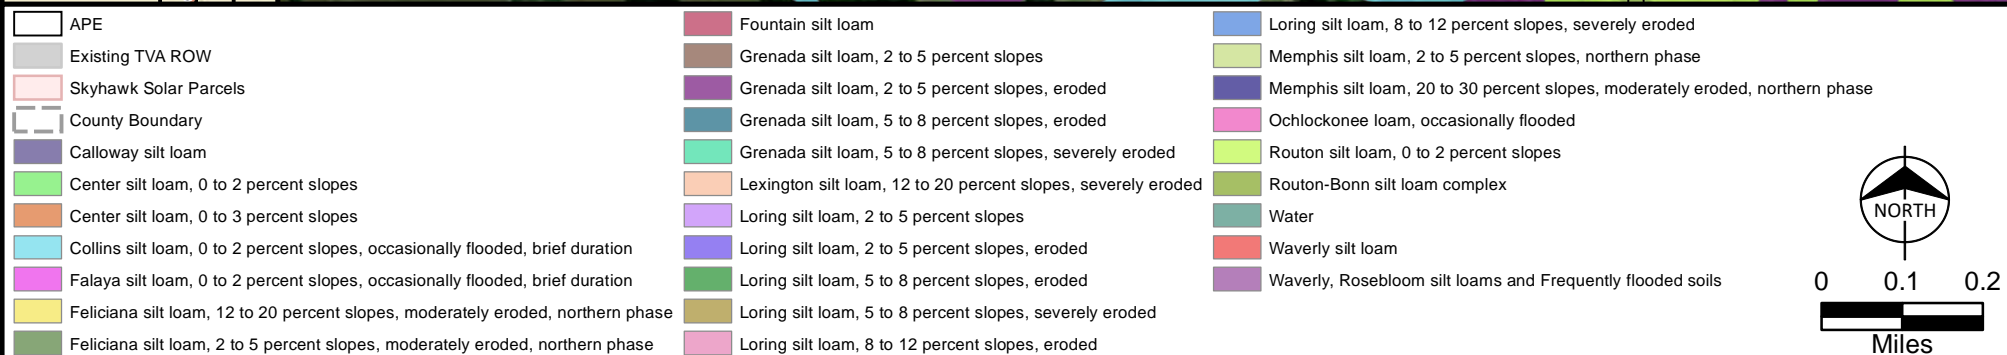 APE
Existing TVA ROW
Skyhawk Solar Parcels
County Boundary
Calloway silt loam
Center silt loam, 0 to 2 percent slopes
Center silt loam, 0 to 3 percent slopes
Collins silt loam, 0 to 2 percent slopes, occasionally flooded, brief duration
Falaya silt loam, 0 to 2 percent slopes, occasionally flooded, brief duration
Feliciana silt loam, 12 to 20 percent slopes, moderately eroded, northern phase
Feliciana silt loam, 2 to 5 percent slopes, moderately eroded, northern phase
Fountain silt loam
Grenada silt loam, 2 to 5 percent slopes
Grenada silt loam, 2 to 5 percent slopes, eroded
Grenada silt loam, 5 to 8 percent slopes, eroded
Grenada silt loam, 5 to 8 percent slopes, severely eroded
Lexington silt loam, 12 to 20 percent slopes, severely eroded
Loring silt loam, 2 to 5 percent slopes
Loring silt loam, 2 to 5 percent slopes, eroded
Loring silt loam, 5 to 8 percent slopes, eroded
Loring silt loam, 5 to 8 percent slopes, severely eroded
Loring silt loam, 8 to 12 percent slopes, eroded
Loring silt loam, 8 to 12 percent slopes, severely eroded
Memphis silt loam, 2 to 5 percent slopes, northern phase
Memphis silt loam, 20 to 30 percent slopes, moderately eroded, northern phase
Ochlockonee loam, occasionally flooded
Routon silt loam, 0 to 2 percent slopes
Routon-Bonn silt loam complex
Water
Waverly silt loam
Waverly, Rosebloom silt loams and Frequently flooded soils
NORTH
0 0.1 0.2
Miles